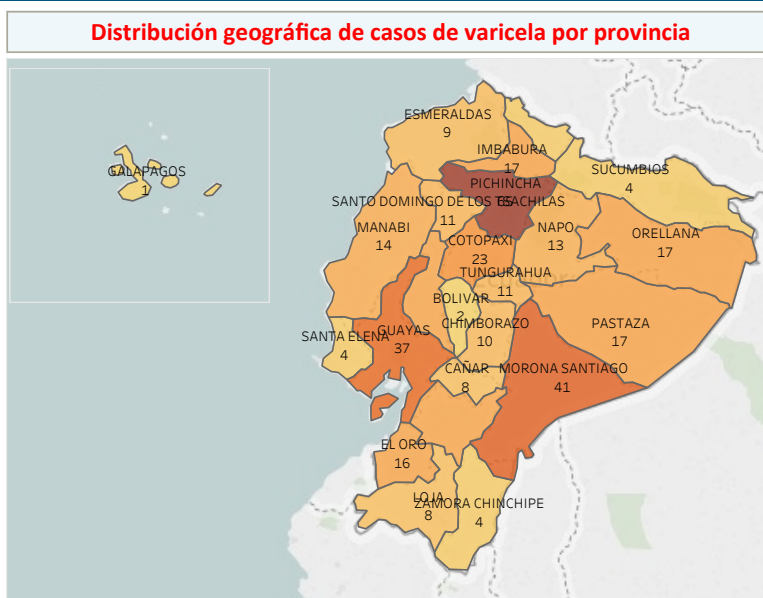 Distribución geográfica de casos de varicela por provincia
ESMERALDAS
9
IMBABURA
17
SUCUMBIOS
4
GALAPAGOS
1
PICHINCHA
SANTO DOMINGO DE LOS TSACHILAS
11
MANABI
14
COTOPAXI
23
NAPO
13
ORELLANA
17
TUNGURAHUA
11
BOLIVAR
2
CHIMBORAZO
10
PASTAZA
17
SANTA ELENA
4
GUAYAS
37
CAÑAR
8
MORONA SANTIAGO
41
EL ORO
16
LOJA
8
ZAMORA CHINCHIPE
4